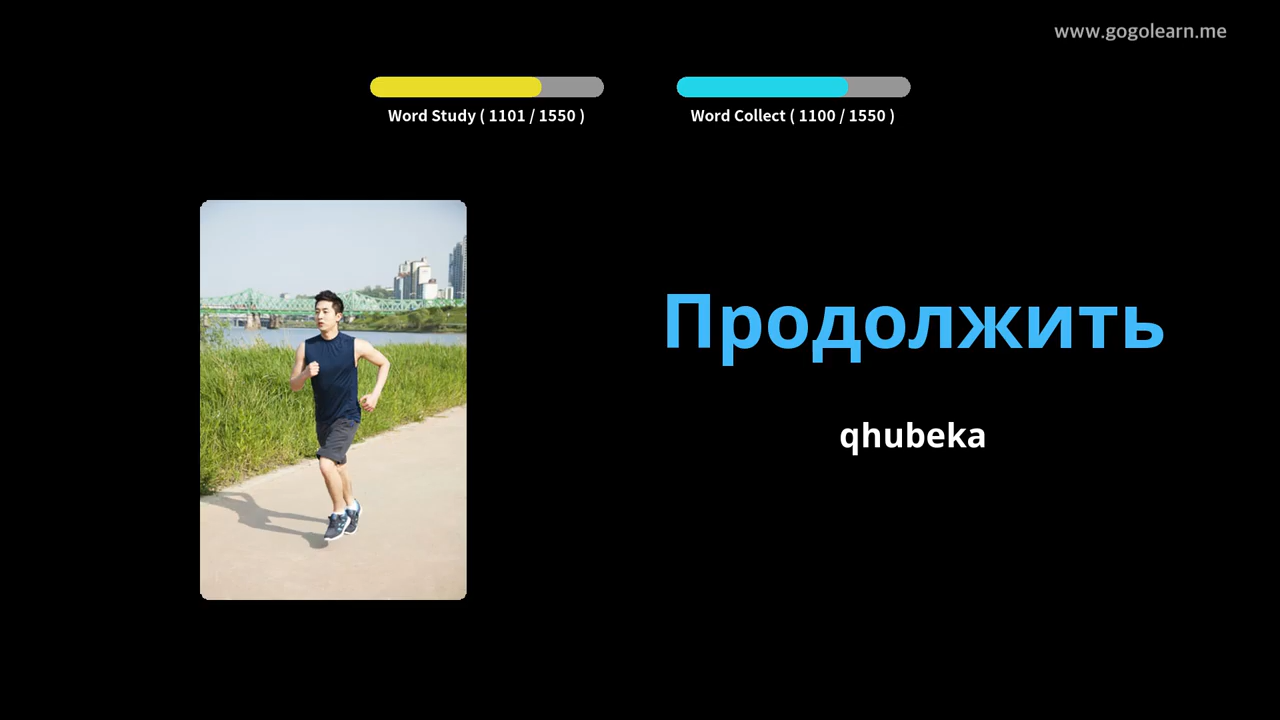 www.gogolearn.me
Word Study ( 1101 / 1550 )
Word Collect ( 1100 / 1550 )
Продолжить
qhubeka